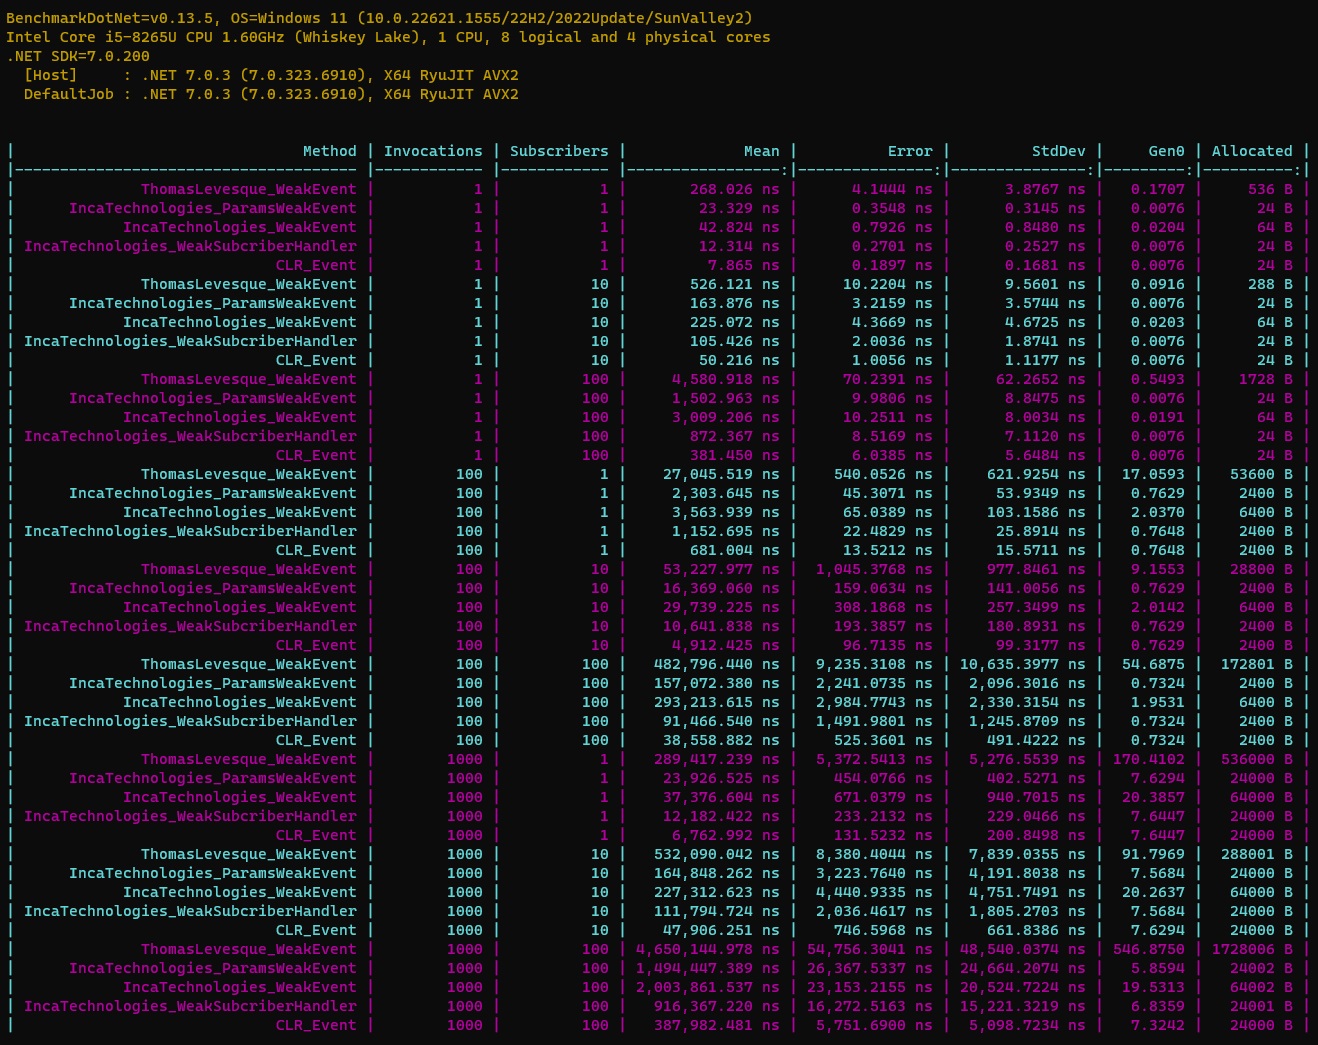 BenchmarkDotNet=v0.13.5, OS=Windows 11 (10.0.22621.1555/22H2/2022Update/SunValley2)
Intel Core i5-8265U CPU 1.60GHz (Whiskey Lake), 1 CPU, 8 logical and 4 physical cores
.NET SDK=7.0.200
[Host] : .NET 7.0.3 (7.0.323.6910), X64 RyuJIT AVX2
DefaultJob : .NET 7.0.3 (7.0.323.6910), X64 RyuJIT AVX2
| Method | Invocations | Subscribers | Mean | Error | StdDev | Gen0 | Allocated |
|-------------------------------------- |------------ |------------ |-----------------:|---------------:|---------------:|---------:|----------:|
| ThomasLevesque_WeakEvent | 1 | 1 | 268.026 ns | 4.1444 ns | 3.8767 ns | 0.1707 | 536 B |
| IncaTechnologies_ParamsWeakEvent | 1 | 1 | 23.329 ns | 0.3548 ns | 0.3145 ns | 0.0076 | 24 B |
| IncaTechnologies_WeakEvent | 1 | 1 | 42.824 ns | 0.7926 ns | 0.8480 ns | 0.0204 | 64 B |
| IncaTechnologies_WeakSubcriberHandler | 1 | 1 | 12.314 ns | 0.2701 ns | 0.2527 ns | 0.0076 | 24 B |
| CLR_Event | 1 | 1 | 7.865 ns | 0.1897 ns | 0.1681 ns | 0.0076 | 24 B |
| ThomasLevesque_WeakEvent | 1 | 10 | 526.121 ns | 10.2204 ns | 9.5601 ns | 0.0916 | 288 B |
| IncaTechnologies_ParamsWeakEvent | 1 | 10 | 163.876 ns | 3.2159 ns | 3.5744 ns | 0.0076 | 24 B |
| IncaTechnologies_WeakEvent | 1 | 10 | 225.072 ns | 4.3669 ns | 4.6725 ns | 0.0203 | 64 B |
| IncaTechnologies_WeakSubcriberHandler | 1 | 10 | 105.426 ns | 2.0036 ns | 1.8741 ns | 0.0076 | 24 B |
| CLR_Event | 1 | 10 | 50.216 ns | 1.0056 ns | 1.1177 ns | 0.0076 | 24 B |
| ThomasLevesque_WeakEvent | 1 | 100 | 4,580.918 ns | 70.2391 ns | 62.2652 ns | 0.5493 | 1728 B |
| IncaTechnologies_ParamsWeakEvent | 1 | 100 | 1,502.963 ns | 9.9806 ns | 8.8475 ns | 0.0076 | 24 B |
| IncaTechnologies_WeakEvent | 1 | 100 | 3,009.206 ns | 10.2511 ns | 8.0034 ns | 0.0191 | 64 B |
| IncaTechnologies_WeakSubcriberHandler | 1 | 100 | 872.367 ns | 8.5169 ns | 7.1120 ns | 0.0076 | 24 B |
| CLR_Event | 1 | 100 | 381.450 ns | 6.0385 ns | 5.6484 ns | 0.0076 | 24 B |
| ThomasLevesque_WeakEvent | 100 | 1 | 27,045.519 ns | 540.0526 ns | 621.9254 ns | 17.0593 | 53600 B |
| IncaTechnologies_ParamsWeakEvent | 100 | 1 | 2,303.645 ns | 45.3071 ns | 53.9349 ns | 0.7629 | 2400 B |
| IncaTechnologies_WeakEvent | 100 | 1 | 3,563.939 ns | 65.0389 ns | 103.1586 ns | 2.0370 | 6400 B |
| IncaTechnologies_WeakSubcriberHandler | 100 | 1 | 1,152.695 ns | 22.4829 ns | 25.8914 ns | 0.7648 | 2400 B |
| CLR_Event | 100 | 1 | 681.004 ns | 13.5212 ns | 15.5711 ns | 0.7648 | 2400 B |
| ThomasLevesque_WeakEvent | 100 | 10 | 53,227.977 ns | 1,045.3768 ns | 977.8461 ns | 9.1553 | 28800 B |
| IncaTechnologies_ParamsWeakEvent | 100 | 10 | 16,369.060 ns | 159.0634 ns | 141.0056 ns | 0.7629 | 2400 B |
| IncaTechnologies_WeakEvent | 100 | 10 | 29,739.225 ns | 308.1868 ns | 257.3499 ns | 2.0142 | 6400 B |
| IncaTechnologies_WeakSubcriberHandler | 100 | 10 | 10,641.838 ns | 193.3857 ns | 180.8931 ns | 0.7629 | 2400 B |
| CLR_Event | 100 | 10 | 4,912.425 ns | 96.7135 ns | 99.3177 ns | 0.7629 | 2400 B |
| ThomasLevesque_WeakEvent | 100 | 100 | 482,796.440 ns | 9,235.3108 ns | 10,635.3977 ns | 54.6875 | 172801 B |
| IncaTechnologies_ParamsWeakEvent | 100 | 100 | 157,072.380 ns | 2,241.0735 ns | 2,096.3016 ns | 0.7324 | 2400 B |
| IncaTechnologies_WeakEvent | 100 | 100 | 293,213.615 ns | 2,984.7743 ns | 2,330.3154 ns | 1.9531 | 6400 B |
| IncaTechnologies_WeakSubcriberHandler | 100 | 100 | 91,466.540 ns | 1,491.9801 ns | 1,245.8709 ns | 0.7324 | 2400 B |
| CLR_Event | 100 | 100 | 38,558.882 ns | 525.3601 ns | 491.4222 ns | 0.7324 | 2400 B |
| ThomasLevesque_WeakEvent | 1000 | 1 | 289,417.239 ns | 5,372.5413 ns | 5,276.5539 ns | 170.4102 | 536000 B |
| IncaTechnologies_ParamsWeakEvent | 1000 | 1 | 23,926.525 ns | 454.0766 ns | 402.5271 ns | 7.6294 | 24000 B |
| IncaTechnologies_WeakEvent | 1000 | 1 | 37,376.604 ns | 671.0379 ns | 940.7015 ns | 20.3857 | 64000 B |
| IncaTechnologies_WeakSubcriberHandler | 1000 | 1 | 12,182.422 ns | 233.2132 ns | 229.0466 ns | 7.6447 | 24000 B |
| CLR_Event | 1000 | 1 | 6,762.992 ns | 131.5232 ns | 200.8498 ns | 7.6447 | 24000 B |
| ThomasLevesque_WeakEvent | 1000 | 10 | 532,090.042 ns | 8,380.4044 ns | 7,839.0355 ns | 91.7969 | 288001 B |
| IncaTechnologies_ParamsWeakEvent | 1000 | 10 | 164,848.262 ns | 3,223.7640 ns | 4,191.8038 ns | 7.5684 | 24000 B |
| IncaTechnologies_WeakEvent | 1000 | 10 | 227,312.623 ns | 4,440.9335 ns | 4,751.7491 ns | 20.2637 | 64000 B |
| IncaTechnologies_WeakSubcriberHandler | 1000 | 10 | 111,794.724 ns | 2,036.4617 ns | 1,805.2703 ns | 7.5684 | 24000 B |
| CLR_Event | 1000 | 10 | 47,906.251 ns | 746.5968 ns | 661.8386 ns | 7.6294 | 24000 B |
| ThomasLevesque_WeakEvent | 1000 | 100 | 4,650,144.978 ns | 54,756.3041 ns | 48,540.0374 ns | 546.8750 | 1728006 B |
| IncaTechnologies_ParamsWeakEvent | 1000 | 100 | 1,494,447.389 ns | 26,367.5337 ns | 24,664.2074 ns | 5.8594 | 24002 B |
| IncaTechnologies_WeakEvent | 1000 | 100 | 2,003,861.537 ns | 23,153.2155 ns | 20,524.7224 ns | 19.5313 | 64002 B |
| IncaTechnologies_WeakSubcriberHandler | 1000 | 100 | 916,367.220 ns | 16,272.5163 ns | 15,221.3219 ns | 6.8359 | 24001 B |
| CLR_Event | 1000 | 100 | 387,982.481 ns | 5,751.6900 ns | 5,098.7234 ns | 7.3242 | 24000 B |